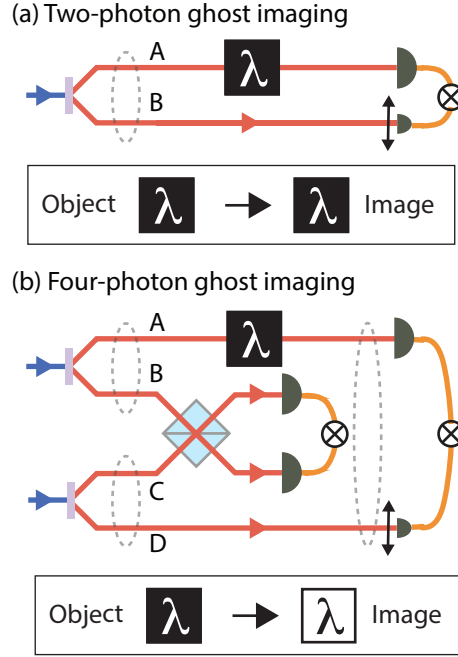 (a) Two-photon ghost imaging
A
λ
B
Object λ → λ Image
(b) Four-photon ghost imaging
A
λ
B
C
D
Object λ → λ Image